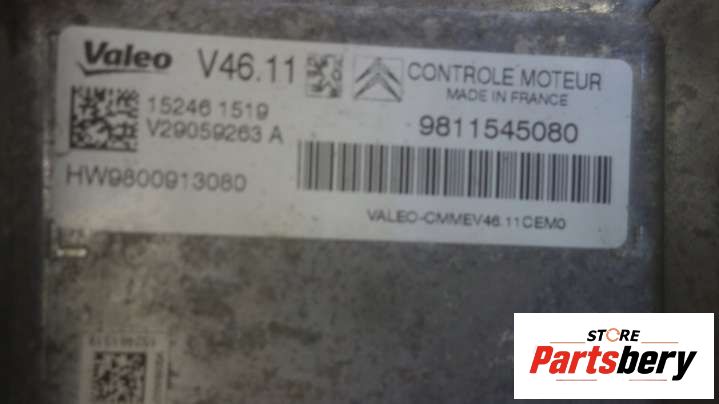 Valeo V46.11 CONTROLE MOTEUR
MADE IN FRANCE
15246 1519
V29059263 A
9811545080
HW9800913080
VALEO-CMMEV46.11CEM0
STORE
Partsbery